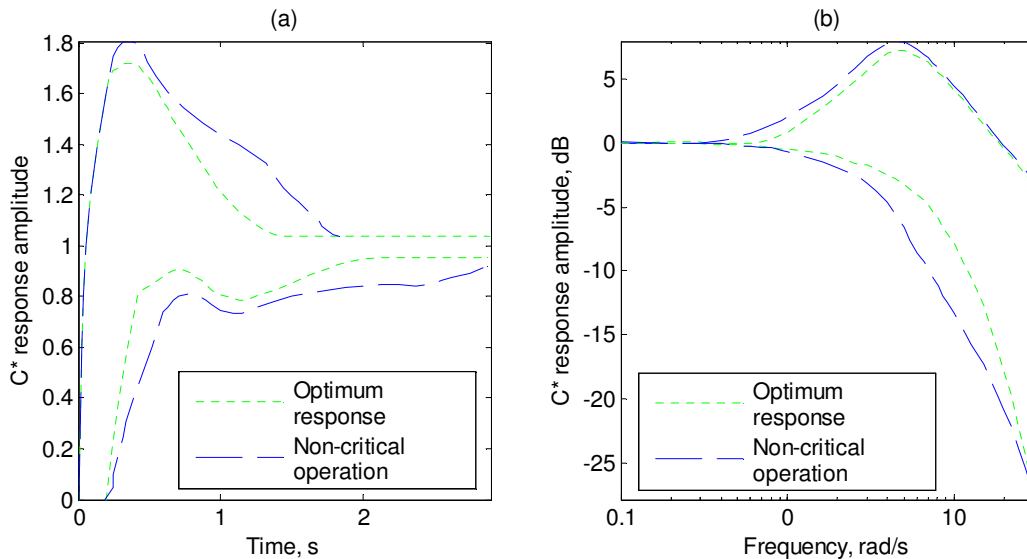 (a)
1.8
1.6
1.4
1.2
1
0.8
0.6
0.4
0.2
0
0
1
2
C* response amplitude
Time, s
Optimum
response
Non-critical
operation
(b)
5
0
-5
-10
-15
-20
-25
0.1
0
10
C* response amplitude, dB
Frequency, rad/s
Optimum
response
Non-critical
operation